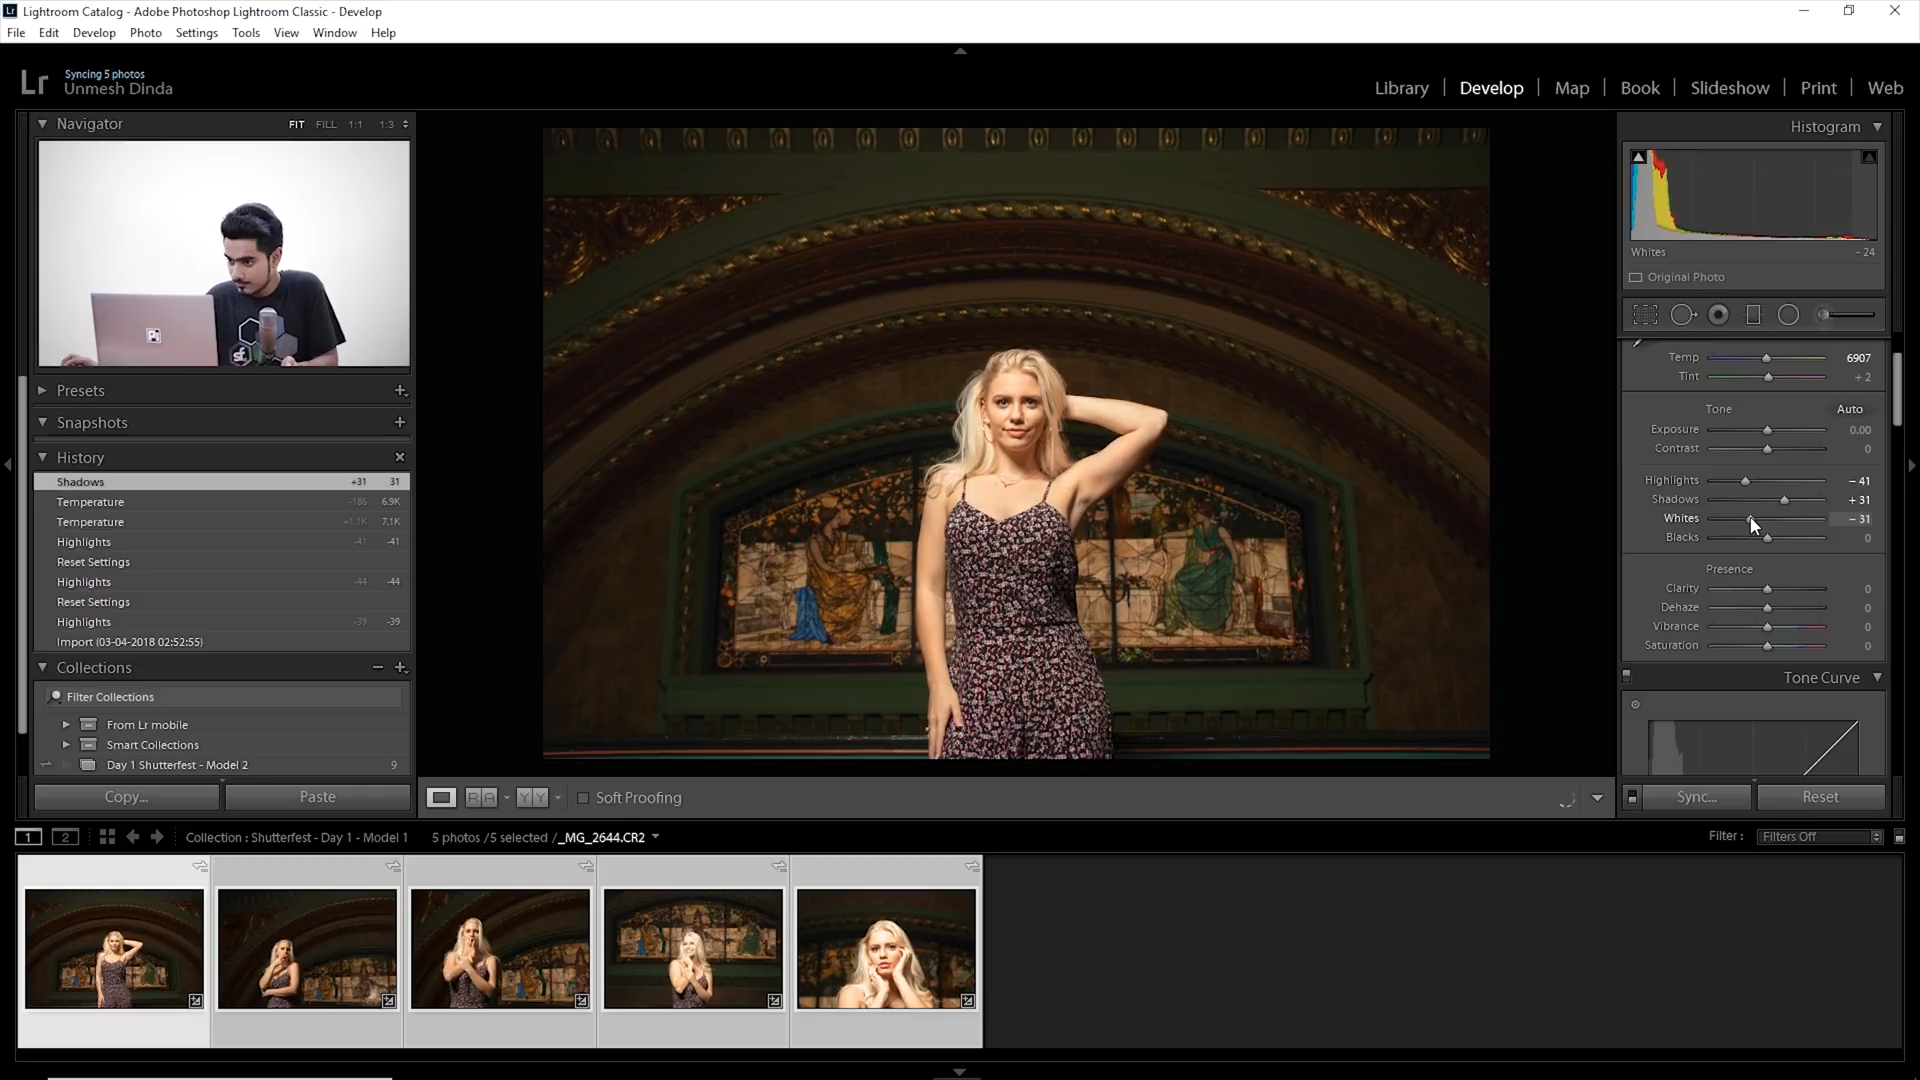 Lightroom Catalog - Adobe Photoshop Lightroom Classic - Develop
File Edit Develop Photo Settings Tools View Window Help
Lr Syncing 5 photos
Unmesh Dinda
Library | Develop | Map | Book | Slideshow | Print | Web
Navigator FIT FILL 1:1 1:3
Histogram
Whites - 24
Original Photo
Temp 6907
Tint + 2
Tone Auto
Exposure 0.00
Contrast 0
Highlights – 41
Shadows + 31
Whites – 31
Blacks 0
Presence
Clarity 0
Dehaze 0
Vibrance 0
Saturation 0
Tone Curve
Sync... Reset
Presets
Snapshots
History
Shadows +31 31
Temperature -186 6.9K
Temperature +1.1K 7.1K
Highlights -41 -41
Reset Settings
Highlights -44 -44
Reset Settings
Highlights -39 -39
Import (03-04-2018 02:52:55)
Collections
Filter Collections
From Lr mobile
Smart Collections
Day 1 Shutterfest - Model 2 9
Copy... Paste
R A Y Y Soft Proofing
1 2 Collection : Shutterfest - Day 1 - Model 1 5 photos /5 selected /_MG_2644.CR2
Filter : Filters Off